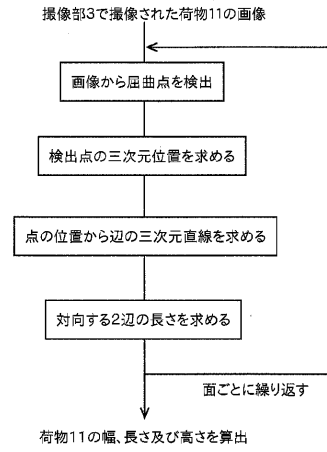 撮像部3で撮像された荷物11の画像
画像から屈曲点を検出
検出点の三次元位置を求める
点の位置から辺の三次元直線を求める
対向する2辺の長さを求める
面ごとに繰り返す
荷物11の幅、長さ及び高さを算出